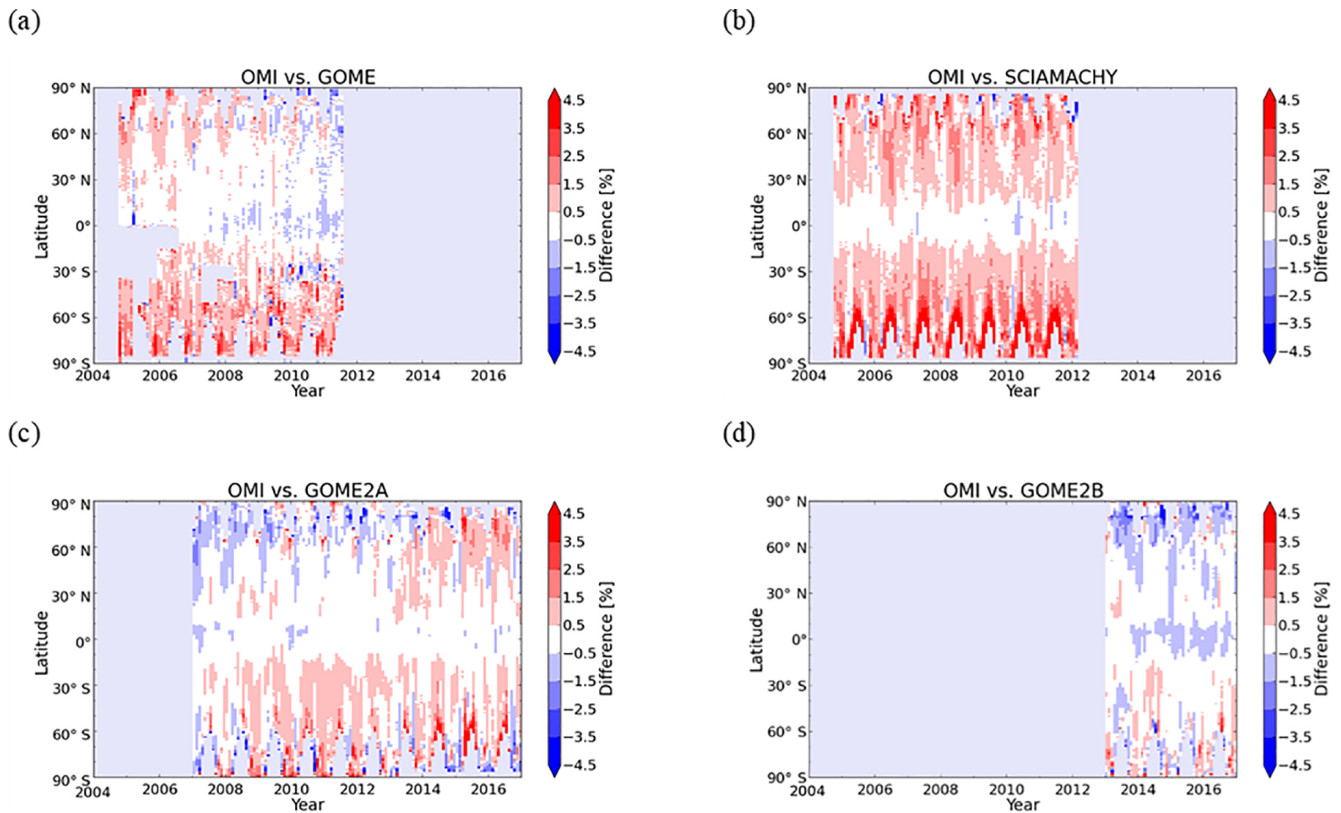 (a)
OMI vs. GOME
90° N
60° N
30° N
0°
30° S
60° S
90° S
Latitude
2004 2006 2008 2010 2012 2014 2016
Year
4.5
3.5
2.5
1.5
0.5
−0.5
−1.5
−2.5
−3.5
−4.5
Difference [%]
(b)
OMI vs. SCIAMACHY
90° N
60° N
30° N
0°
30° S
60° S
90° S
Latitude
2004 2006 2008 2010 2012 2014 2016
Year
4.5
3.5
2.5
1.5
0.5
−0.5
−1.5
−2.5
−3.5
−4.5
Difference [%]
(c)
OMI vs. GOME2A
90° N
60° N
30° N
0°
30° S
60° S
90° S
Latitude
2004 2006 2008 2010 2012 2014 2016
Year
4.5
3.5
2.5
1.5
0.5
−0.5
−1.5
−2.5
−3.5
−4.5
Difference [%]
(d)
OMI vs. GOME2B
90° N
60° N
30° N
0°
30° S
60° S
90° S
Latitude
2004 2006 2008 2010 2012 2014 2016
Year
4.5
3.5
2.5
1.5
0.5
−0.5
−1.5
−2.5
−3.5
−4.5
Difference [%]